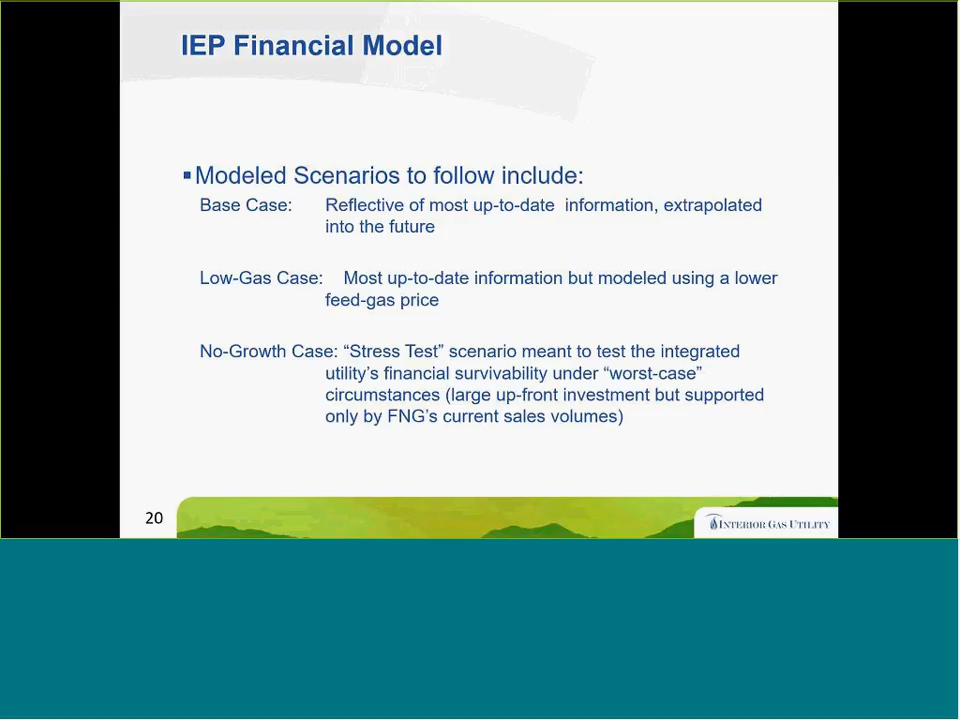 IEP Financial Model
▪Modeled Scenarios to follow include:
Base Case: Reflective of most up-to-date information, extrapolated
into the future
Low-Gas Case: Most up-to-date information but modeled using a lower
feed-gas price
No-Growth Case: “Stress Test” scenario meant to test the integrated
utility’s financial survivability under “worst-case”
circumstances (large up-front investment but supported
only by FNG’s current sales volumes)
20
INTERIOR GAS UTILITY